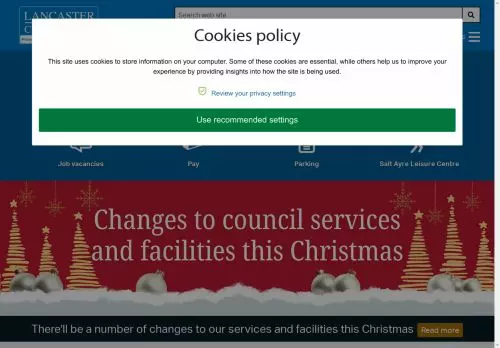 LANCASTER
Search web site
Cookies policy
This site uses cookies to store information on your computer. Some of these cookies are essential, while others help us to improve your
experience by providing insights into how the site is being used.
Review your privacy settings
Use recommended settings
Job vacancies
Pay
Parking
Salt Ayre Leisure Centre
Changes to council services
and facilities this Christmas
There'll be a number of changes to our services and facilities this Christmas Read more